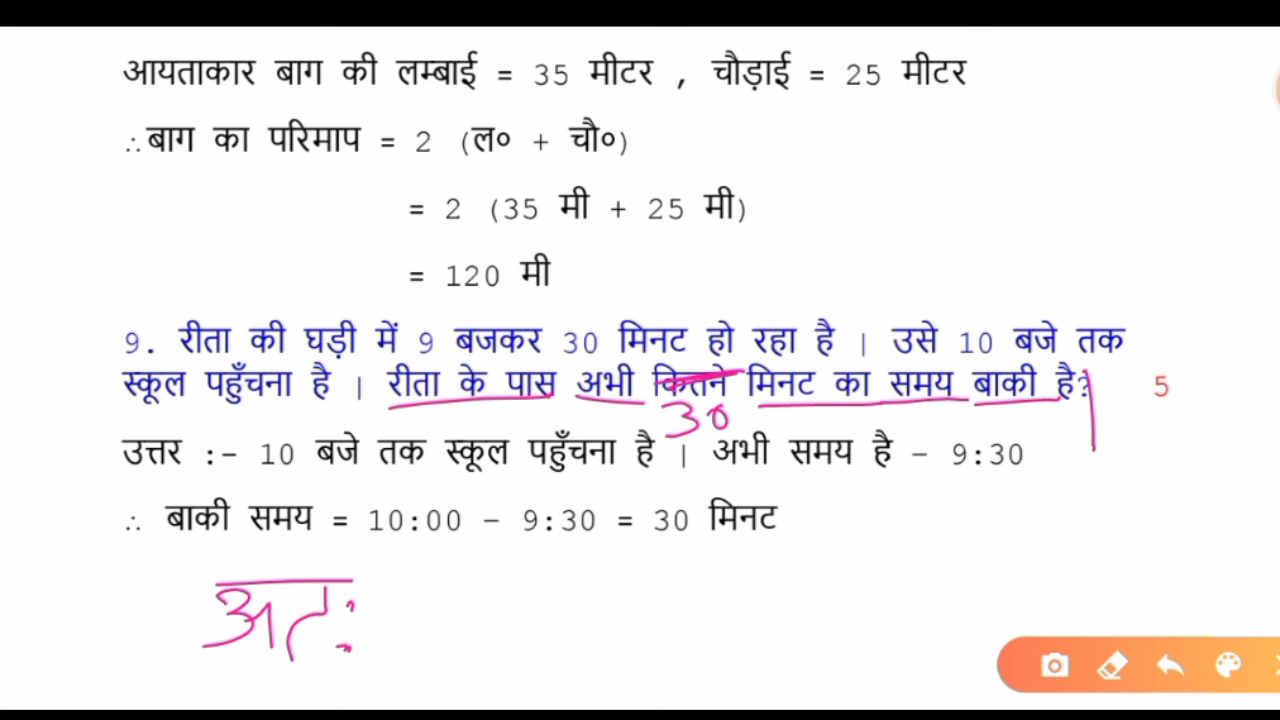 आयताकार बाग की लम्बाई = 35 मीटर , चौड़ाई = 25 मीटर
∴बाग का परिमाप = 2 (ल० + चौ०)
= 2 (35 मी + 25 मी)
= 120 मी
9. रीता की घड़ी में 9 बजकर 30 मिनट हो रहा है | उसे 10 बजे तक
स्कूल पहुँचना है | रीता के पास अभी कितने मिनट का समय बाकी है? 5
30
उत्तर :- 10 बजे तक स्कूल पहुँचना है | अभी समय है – 9:30
∴ बाकी समय = 10:00 – 9:30 = 30 मिनट
अत: